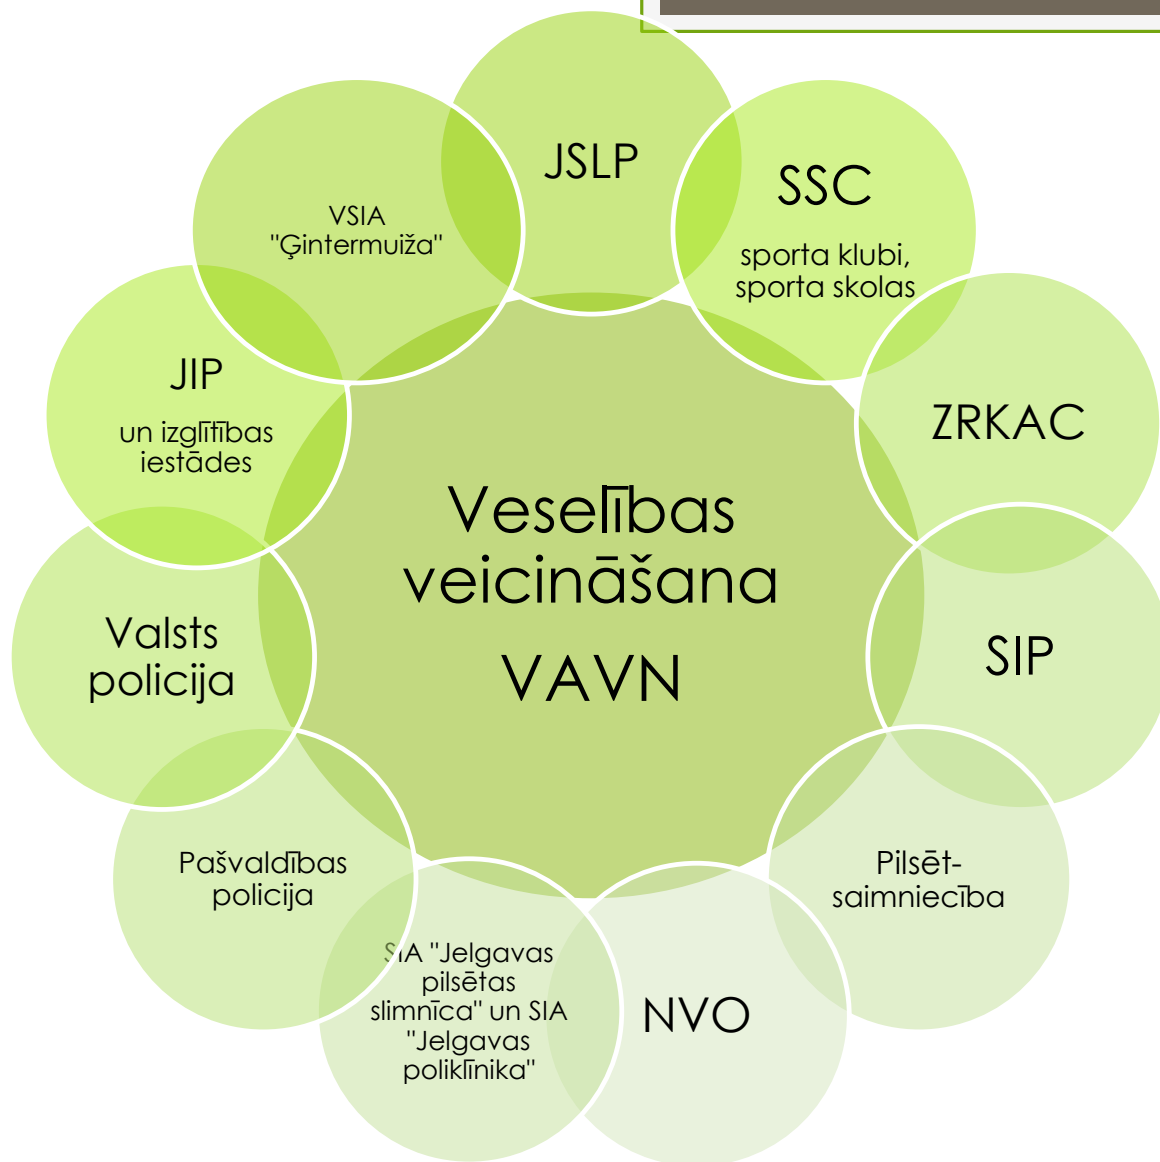 JSLP
SSC
sporta klubi,
sporta skolas
ZRKAC
SIP
Pilsēt-
saimniecība
NVO
SIA "Jelgavas
pilsētas
slimnīca" un SIA
"Jelgavas
poliklīnika"
Pašvaldības
policija
Valsts
policija
JIP
un izglītības
iestādes
VSIA
"Ģintermuiža"
Veselības
veicināšana
VAVN